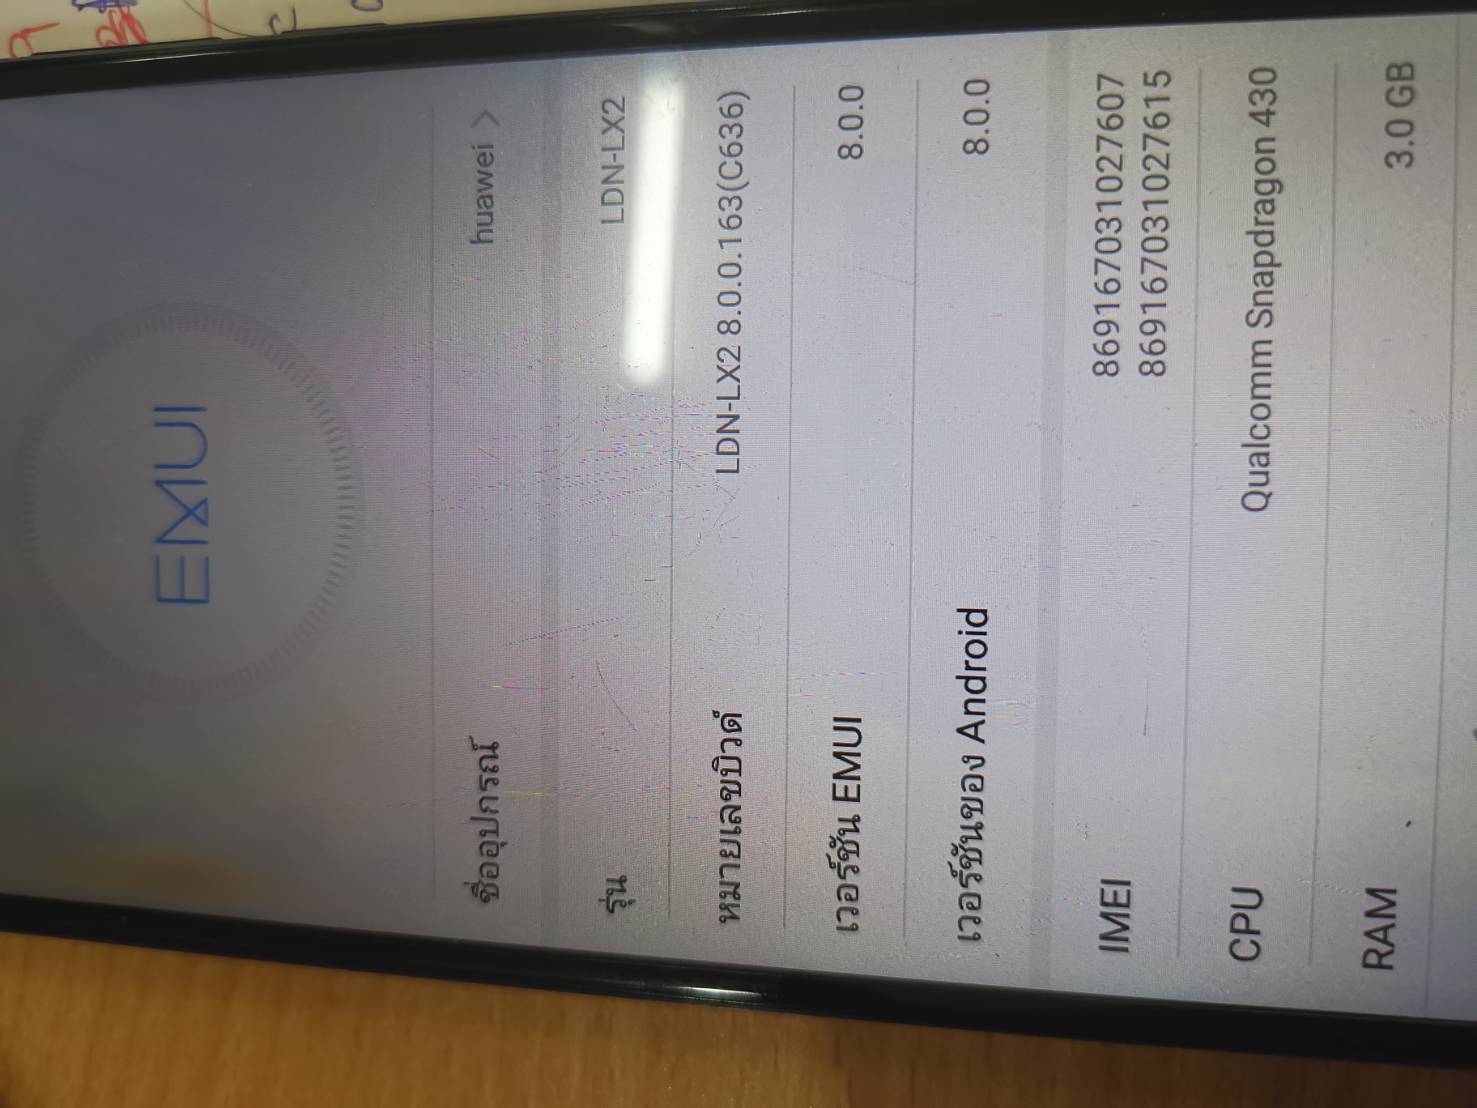 EMUI
ชื่ออุปกรณ์ huawei >
รุ่น LDN-LX2
หมายเลขบิวด์ LDN-LX2 8.0.0.163(C636)
เวอร์ชัน EMUI 8.0.0
เวอร์ชันของ Android 8.0.0
IMEI 869167031027607
869167031027615
CPU Qualcomm Snapdragon 430
RAM 3.0 GB